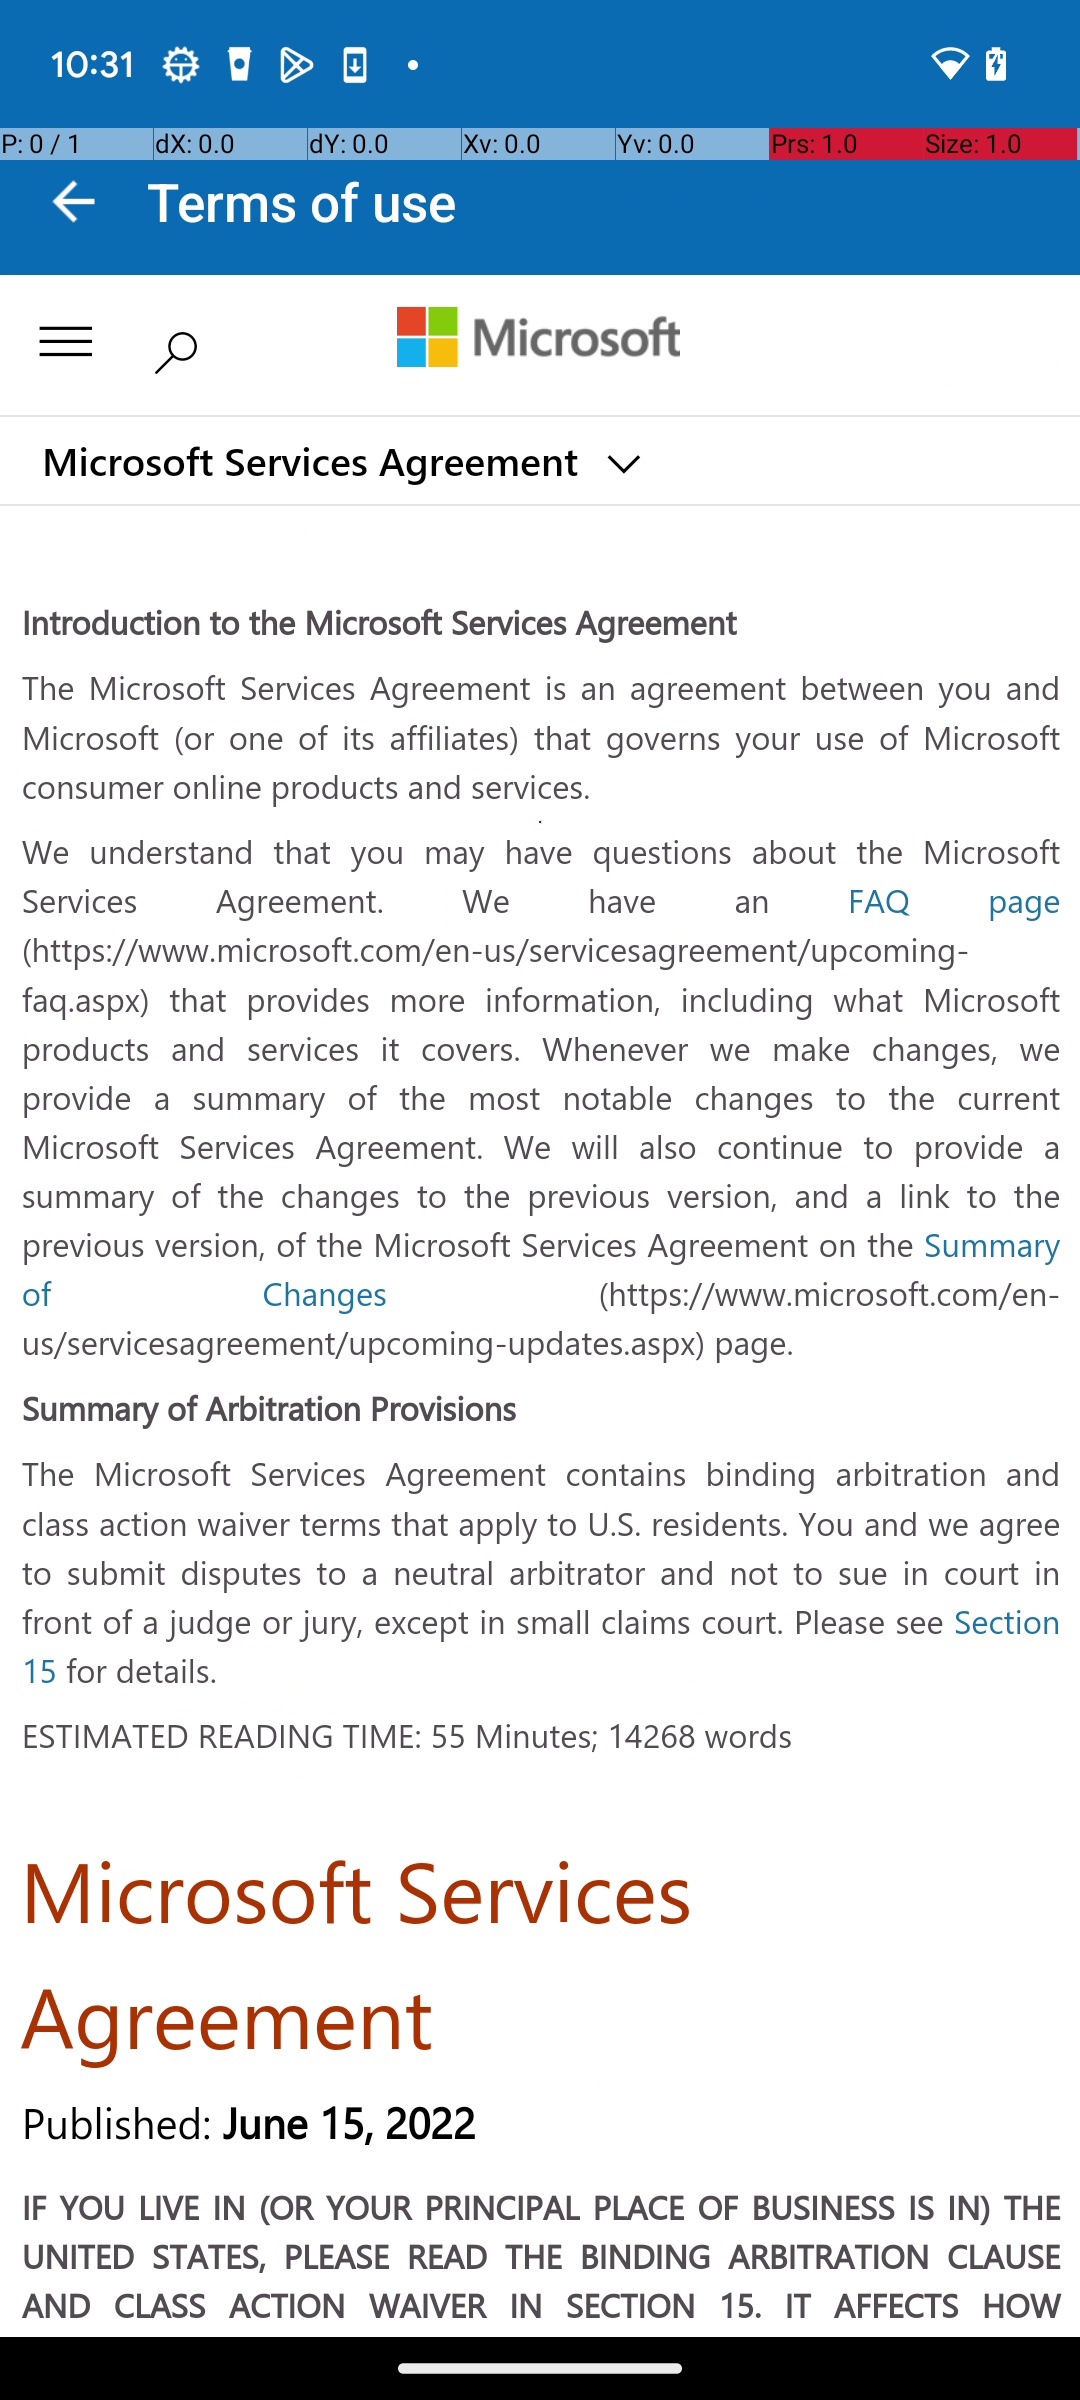 10:31
P: 0 / 1 dX: 0.0 dY: 0.0 Xv: 0.0 Yv: 0.0 Prs: 1.0 Size: 1.0
Terms of use
Microsoft
Microsoft Services Agreement
Introduction to the Microsoft Services Agreement
The Microsoft Services Agreement is an agreement between you and
Microsoft (or one of its affiliates) that governs your use of Microsoft
consumer online products and services.
We understand that you may have questions about the Microsoft
Services Agreement. We have an FAQ page
(https://www.microsoft.com/en-us/servicesagreement/upcoming-
faq.aspx) that provides more information, including what Microsoft
products and services it covers. Whenever we make changes, we
provide a summary of the most notable changes to the current
Microsoft Services Agreement. We will also continue to provide a
summary of the changes to the previous version, and a link to the
previous version, of the Microsoft Services Agreement on the Summary
of Changes (https://www.microsoft.com/en-
us/servicesagreement/upcoming-updates.aspx) page.
Summary of Arbitration Provisions
The Microsoft Services Agreement contains binding arbitration and
class action waiver terms that apply to U.S. residents. You and we agree
to submit disputes to a neutral arbitrator and not to sue in court in
front of a judge or jury, except in small claims court. Please see Section
15 for details.
ESTIMATED READING TIME: 55 Minutes; 14268 words
Microsoft Services
Agreement
Published: June 15, 2022
IF YOU LIVE IN (OR YOUR PRINCIPAL PLACE OF BUSINESS IS IN) THE
UNITED STATES, PLEASE READ THE BINDING ARBITRATION CLAUSE
AND CLASS ACTION WAIVER IN SECTION 15. IT AFFECTS HOW